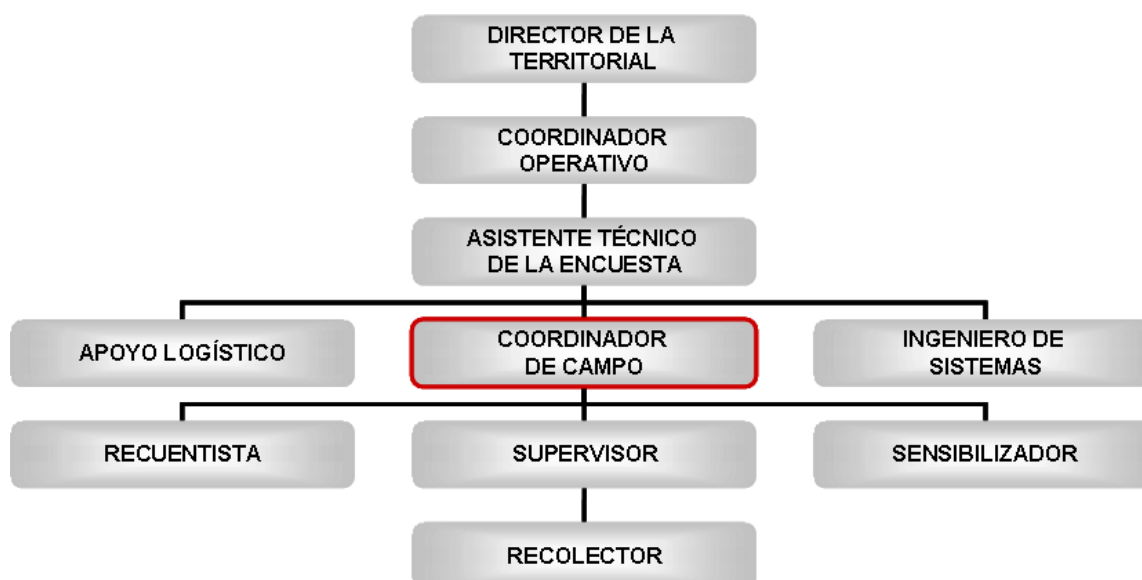 DIRECTOR DE LA
TERRITORIAL
COORDINADOR
OPERATIVO
ASISTENTE TÉCNICO
DE LA ENCUESTA
APOYO LOGÍSTICO
COORDINADOR
DE CAMPO
INGENIERO DE
SISTEMAS
RECUENTISTA
SUPERVISOR
SENSIBILIZADOR
RECOLECTOR